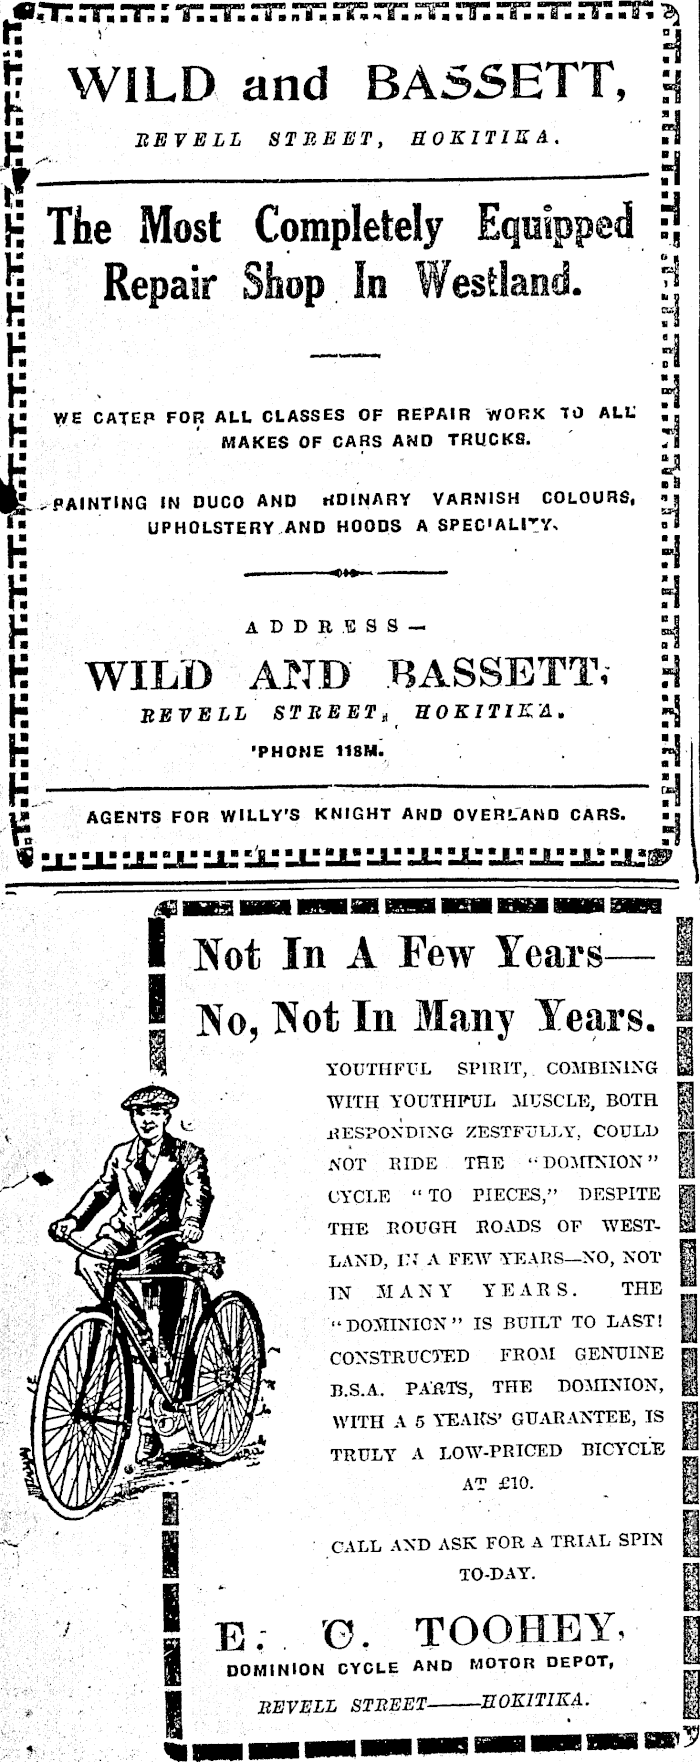 WILD and BASSETT,
REVELL STREET, HOKITIKA.
The Most Completely Equipped
Repair Shop In Westland.
WE CATER FOR ALL CLASSES OF REPAIR WORK TO ALL
MAKES OF CARS AND TRUCKS.
PAINTING IN DUCO AND RDINARY VARNISH COLOURS,
UPHOLSTERY AND HOODS A SPECIALITY.
ADDRESS—
WILD AND BASSETT,
REVELL STREET, HOKITIKA.
'PHONE 118M.
AGENTS FOR WILLY'S KNIGHT AND OVERLAND CARS.
Not In A Few Years—
No, Not In Many Years.
YOUTHFUL SPIRIT, COMBINING
WITH YOUTHFUL MUSCLE, BOTH
RESPONDING ZESTFULLY, COULD
NOT RIDE THE "DOMINION"
CYCLE "TO PIECES," DESPITE
THE ROUGH ROADS OF WEST-
LAND, IN A FEW YEARS—NO, NOT
IN MANY YEARS. THE
"DOMINION" IS BUILT TO LAST!
CONSTRUCTED FROM GENUINE
B.S.A. PARTS, THE DOMINION,
WITH A 5 YEARS' GUARANTEE, IS
TRULY A LOW-PRICED BICYCLE
AT £10.
CALL AND ASK FOR A TRIAL SPIN
TO-DAY.
E. C. TOOHEY,
DOMINION CYCLE AND MOTOR DEPOT,
REVELL STREET——HOKITIKA.